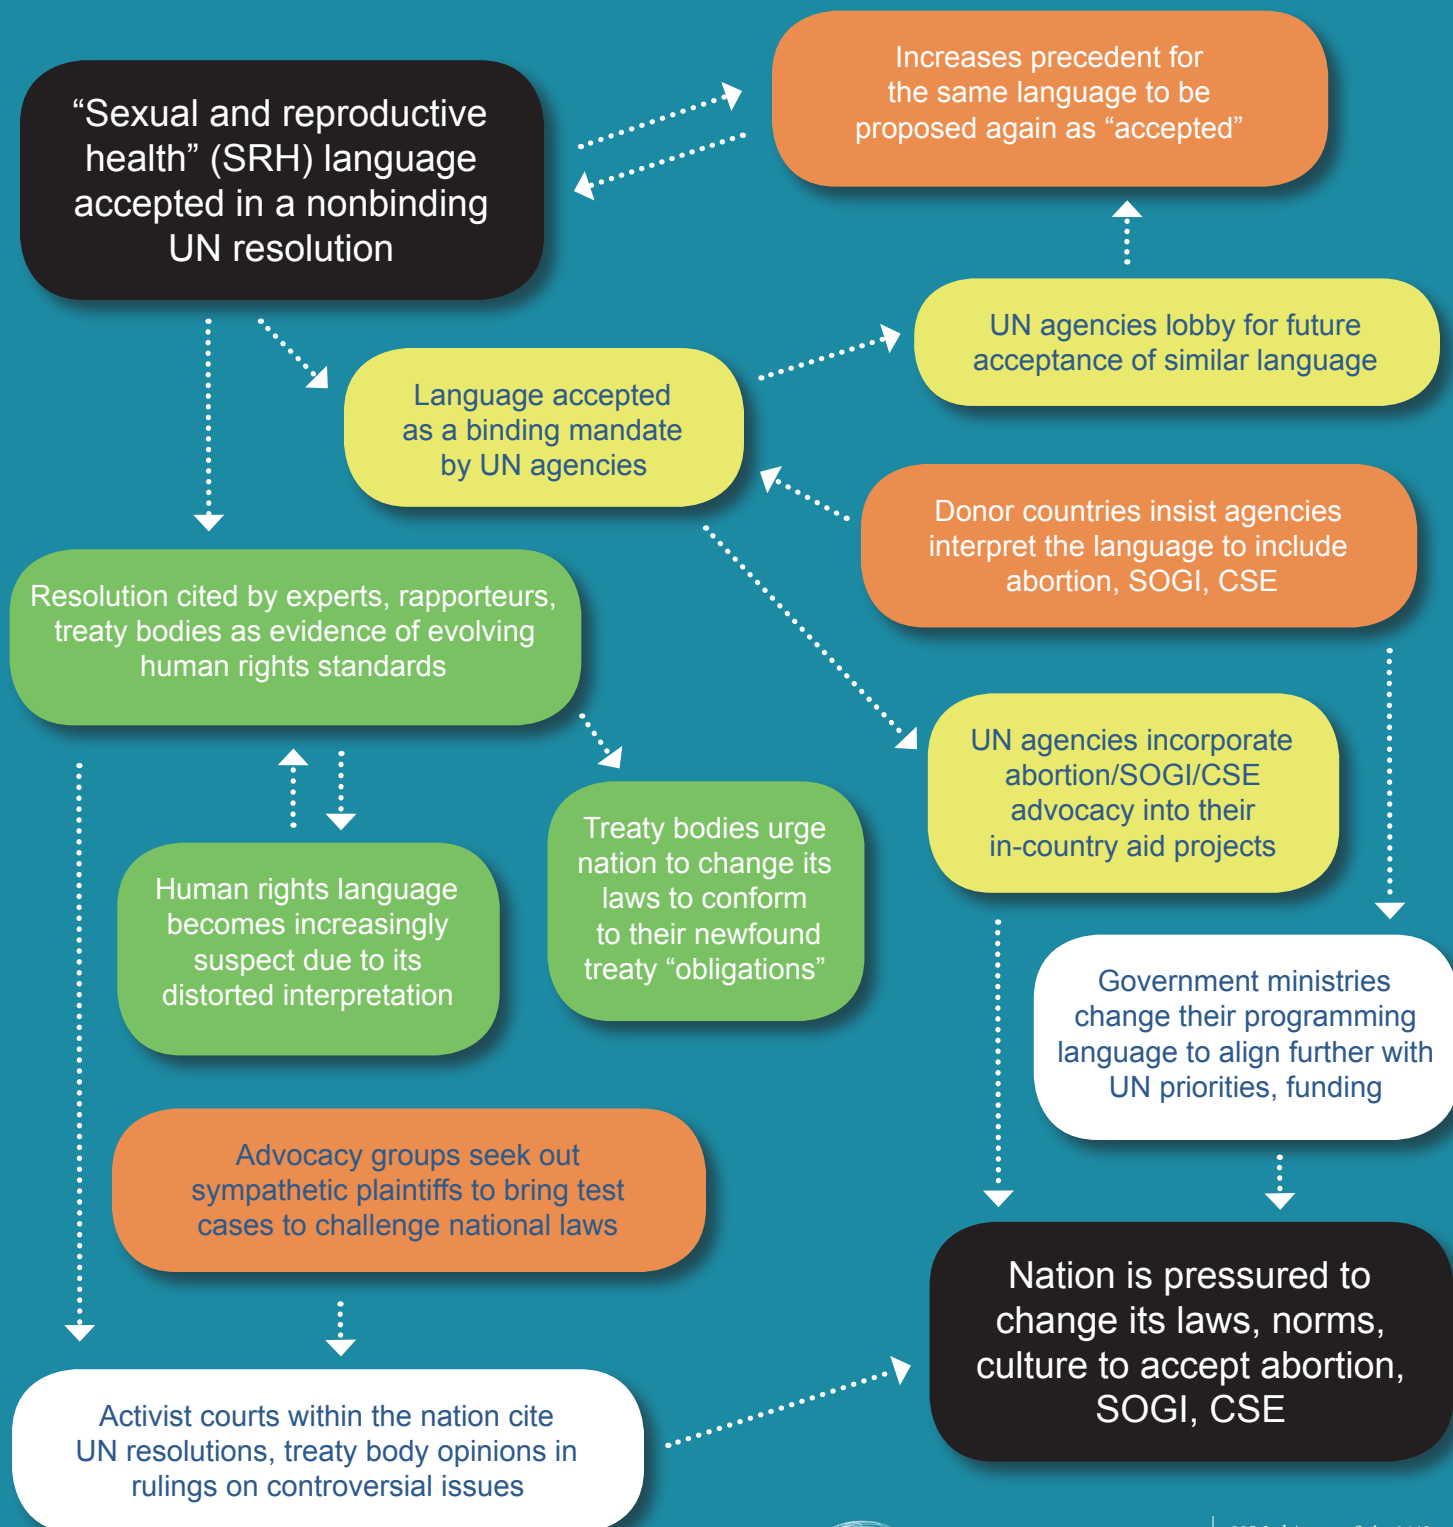 “Sexual and reproductive
health” (SRH) language
accepted in a nonbinding
UN resolution
Increases precedent for
the same language to be
proposed again as “accepted”
UN agencies lobby for future
acceptance of similar language
Language accepted
as a binding mandate
by UN agencies
Donor countries insist agencies
interpret the language to include
abortion, SOGI, CSE
Resolution cited by experts, rapporteurs,
treaty bodies as evidence of evolving
human rights standards
UN agencies incorporate
abortion/SOGI/CSE
advocacy into their
in-country aid projects
Treaty bodies urge
nation to change its
laws to conform
to their newfound
treaty “obligations”
Human rights language
becomes increasingly
suspect due to its
distorted interpretation
Government ministries
change their programming
language to align further with
UN priorities, funding
Advocacy groups seek out
sympathetic plaintiffs to bring test
cases to challenge national laws
Nation is pressured to
change its laws, norms,
culture to accept abortion,
SOGI, CSE
Activist courts within the nation cite
UN resolutions, treaty body opinions in
rulings on controversial issues